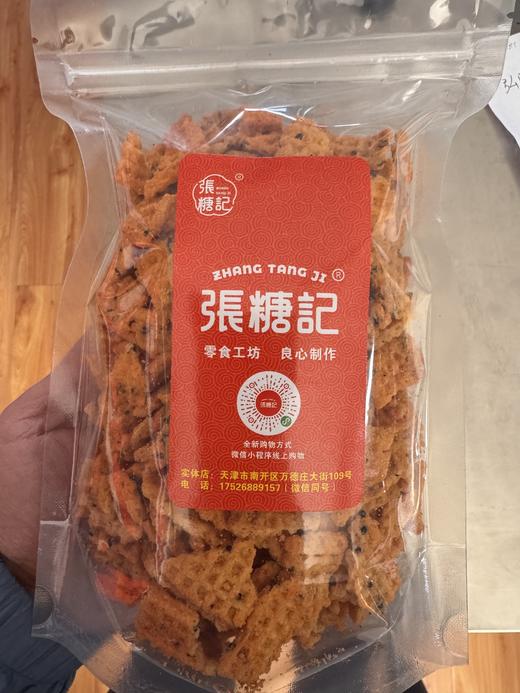 張
糖記
ZHANG TANG JI ®
張糖記
零食工坊 良心制作
張糖記
全新购物方式
微信小程序线上购物
实体店：天津市南开区万德庄大街109号
电 话：17526889157（微信同号）